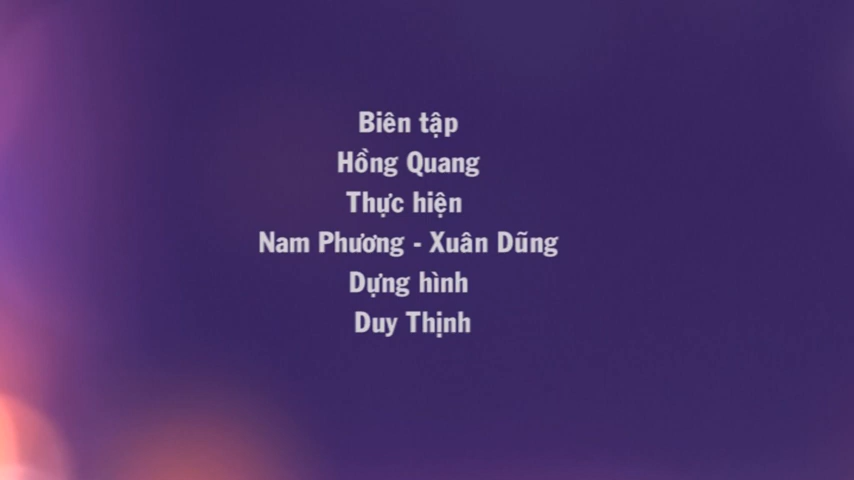 Biên tập
Hồng Quang
Thực hiện
Nam Phương - Xuân Dũng
Dựng hình
Duy Thịnh